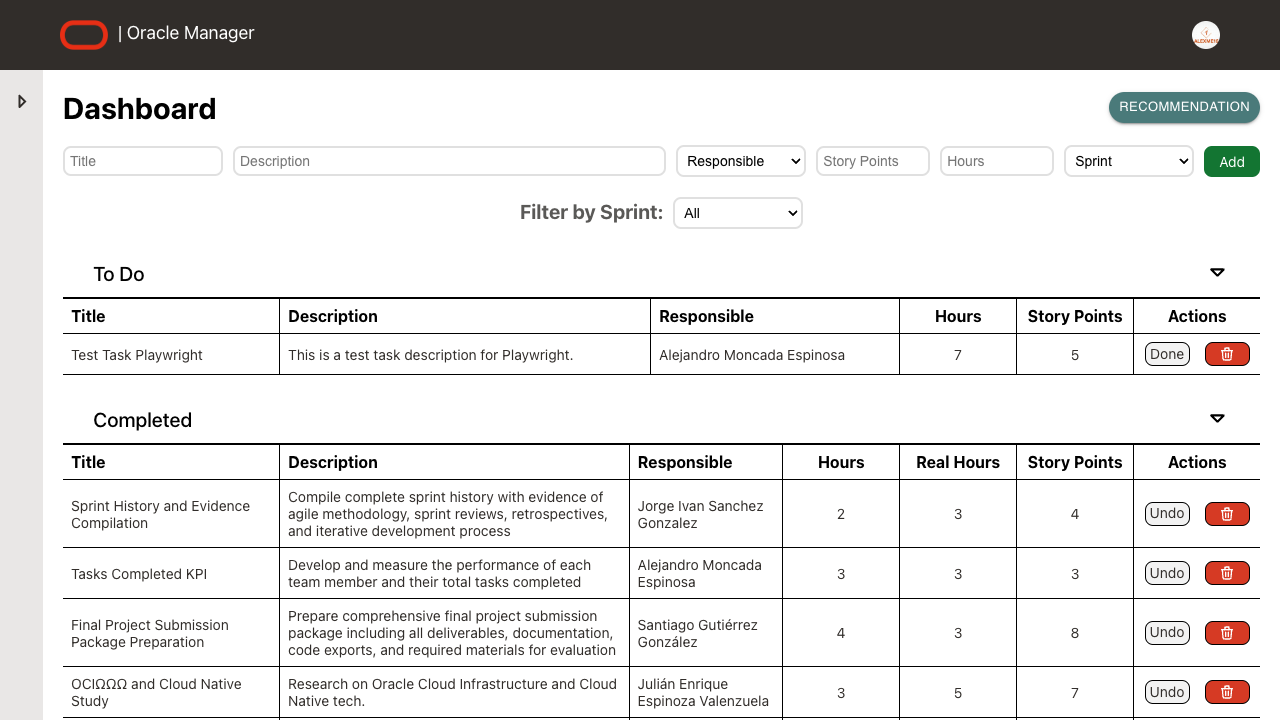 | Oracle Manager
ALEXIMEIS
Dashboard
RECOMMENDATION
Title
Description
Responsible
Story Points
Hours
Sprint
Add
Filter by Sprint:
All
To Do
Title
Description
Responsible
Hours
Story Points
Actions
Test Task Playwright
This is a test task description for Playwright.
Alejandro Moncada Espinosa
7
5
Done
Completed
Title
Description
Responsible
Hours
Real Hours
Story Points
Actions
Sprint History and Evidence
Compilation
Compile complete sprint history with evidence of
agile methodology, sprint reviews, retrospectives,
and iterative development process
Jorge Ivan Sanchez
Gonzalez
2
3
4
Undo
Tasks Completed KPI
Develop and measure the performance of each
team member and their total tasks completed
Alejandro Moncada
Espinosa
3
3
3
Undo
Final Project Submission
Package Preparation
Prepare comprehensive final project submission
package including all deliverables, documentation,
code exports, and required materials for evaluation
Santiago Gutiérrez
González
4
3
8
Undo
OCIΩΩΩ and Cloud Native
Study
Research on Oracle Cloud Infrastructure and Cloud
Native tech.
Julián Enrique
Espinoza Valenzuela
3
5
7
Undo